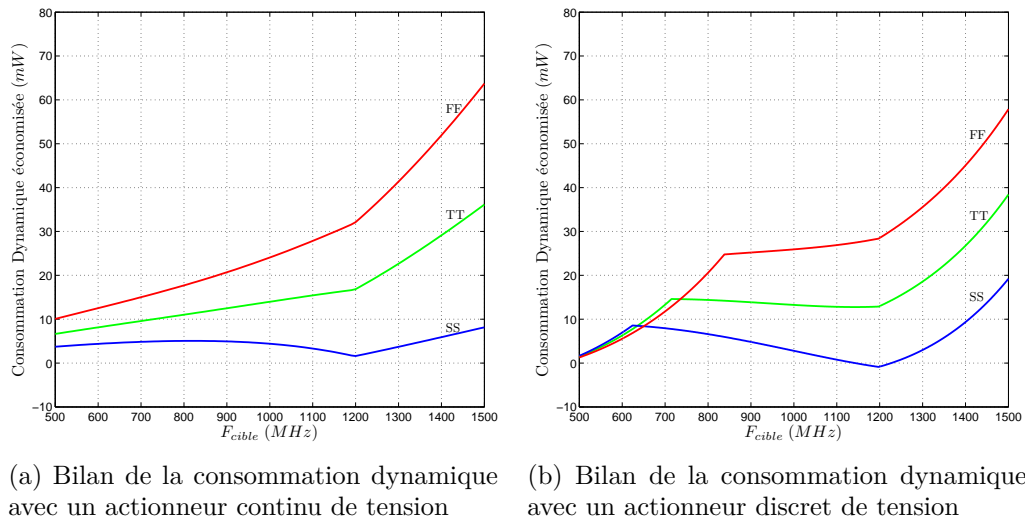 80
70
60
50
40
30
20
10
0
−10
500 600 700 800 900 1000 1100 1200 1300 1400 1500
Consommation Dynamique économisée (mW)
F_cible (MHz)
FF
TT
SS
80
70
60
50
40
30
20
10
0
−10
500 600 700 800 900 1000 1100 1200 1300 1400 1500
Consommation Dynamique économisée (mW)
F_cible (MHz)
FF
TT
SS
(a) Bilan de la consommation dynamique
avec un actionneur continu de tension
(b) Bilan de la consommation dynamique
avec un actionneur discret de tension